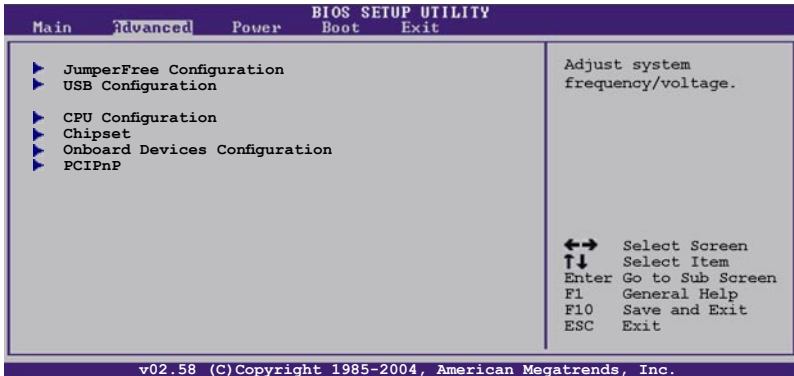 BIOS SETUP UTILITY
Main Advanced Power Boot Exit
JumperFree Configuration
USB Configuration
CPU Configuration
Chipset
Onboard Devices Configuration
PCIPnP
Adjust system
frequency/voltage.
←→ Select Screen
↑↓ Select Item
Enter Go to Sub Screen
F1 General Help
F10 Save and Exit
ESC Exit
v02.58 (C)Copyright 1985-2004, American Megatrends, Inc.